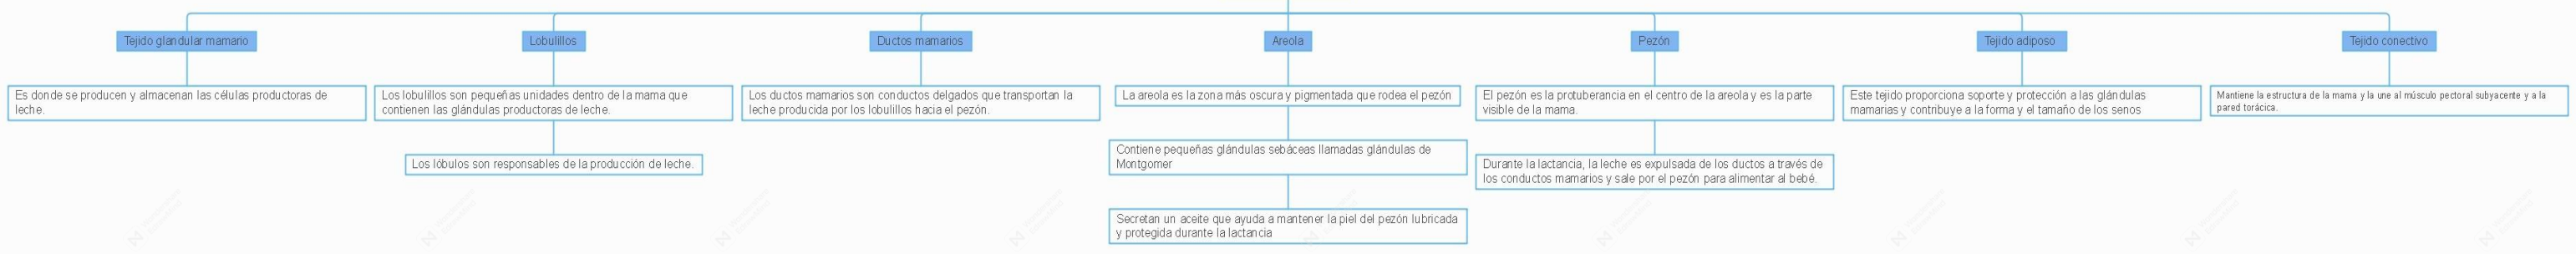 Tejido glandular mamario
Es donde se producen y almacenan las células productoras de
leche.
Lobulillos
Los lobulillos son pequeñas unidades dentro de la mama que
contienen las glándulas productoras de leche.
Los lóbulos son responsables de la producción de leche.
Ductos mamarios
Los ductos mamarios son conductos delgados que transportan la
leche producida por los lobulillos hacia el pezón.
Areola
La areola es la zona más oscura y pigmentada que rodea el pezón
Contiene pequeñas glándulas sebáceas llamadas glándulas de
Montgomer
Secretan un aceite que ayuda a mantener la piel del pezón lubricada
y protegida durante la lactancia
Pezón
El pezón es la protuberancia en el centro de la areola y es la parte
visible de la mama.
Durante la lactancia, la leche es expulsada de los ductos a través de
los conductos mamarios y sale por el pezón para alimentar al bebé.
Tejido adiposo
Este tejido proporciona soporte y protección a las glándulas
mamarias y contribuye a la forma y el tamaño de los senos
Tejido conectivo
Mantiene la estructura de la mama y la une al músculo pectoral subyacente y a la
pared torácica.